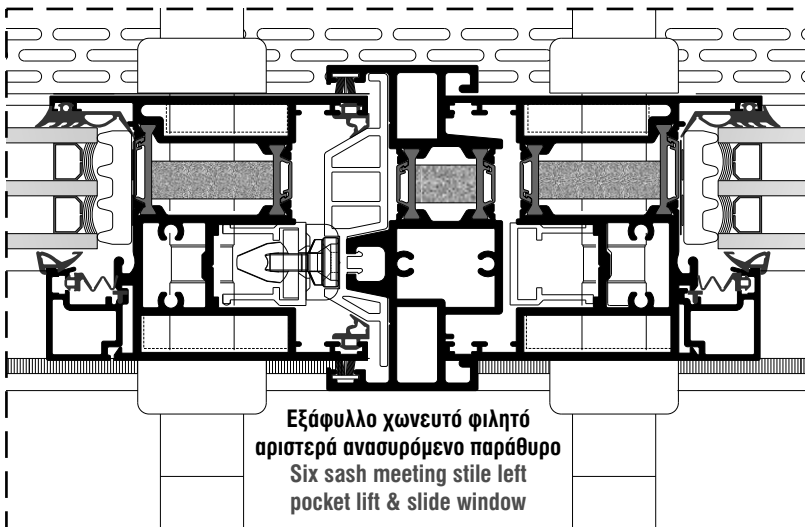 Εξάφυλλο χωνευτό φιλητό
αριστερά ανασυρόμενο παράθυρο
Six sash meeting stile left
pocket lift & slide window